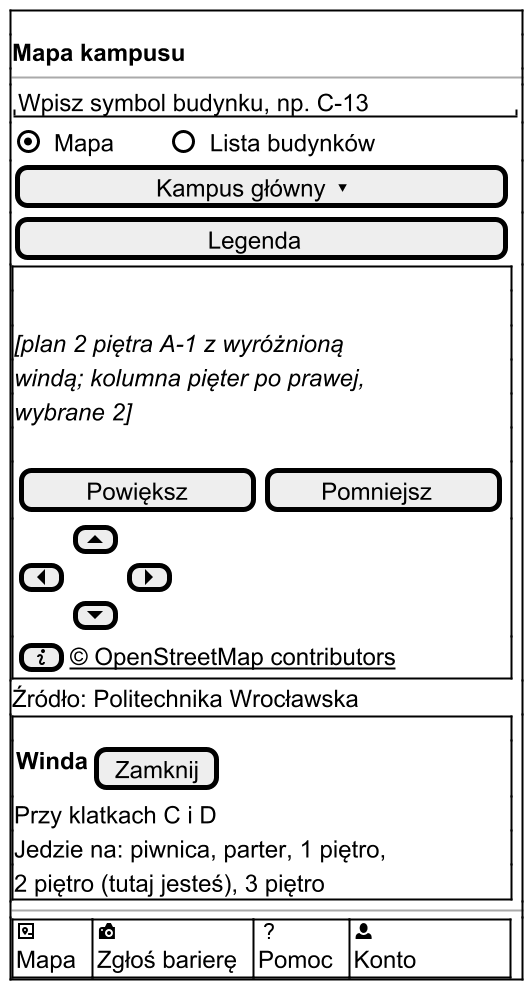 Mapa kampusu
Wpisz symbol budynku, np. C-13
Mapa Lista budynków
Kampus główny ▾
Legenda
[plan 2 piętra A-1 z wyróżnioną
windą; kolumna pięter po prawej,
wybrane 2]
Powiększ Pomniejsz
i © OpenStreetMap contributors
Źródło: Politechnika Wrocławska
Winda Zamknij
Przy klatkach C i D
Jedzie na: piwnica, parter, 1 piętro,
2 piętro (tutaj jesteś), 3 piętro
?
Mapa Zgłoś barierę Pomoc Konto